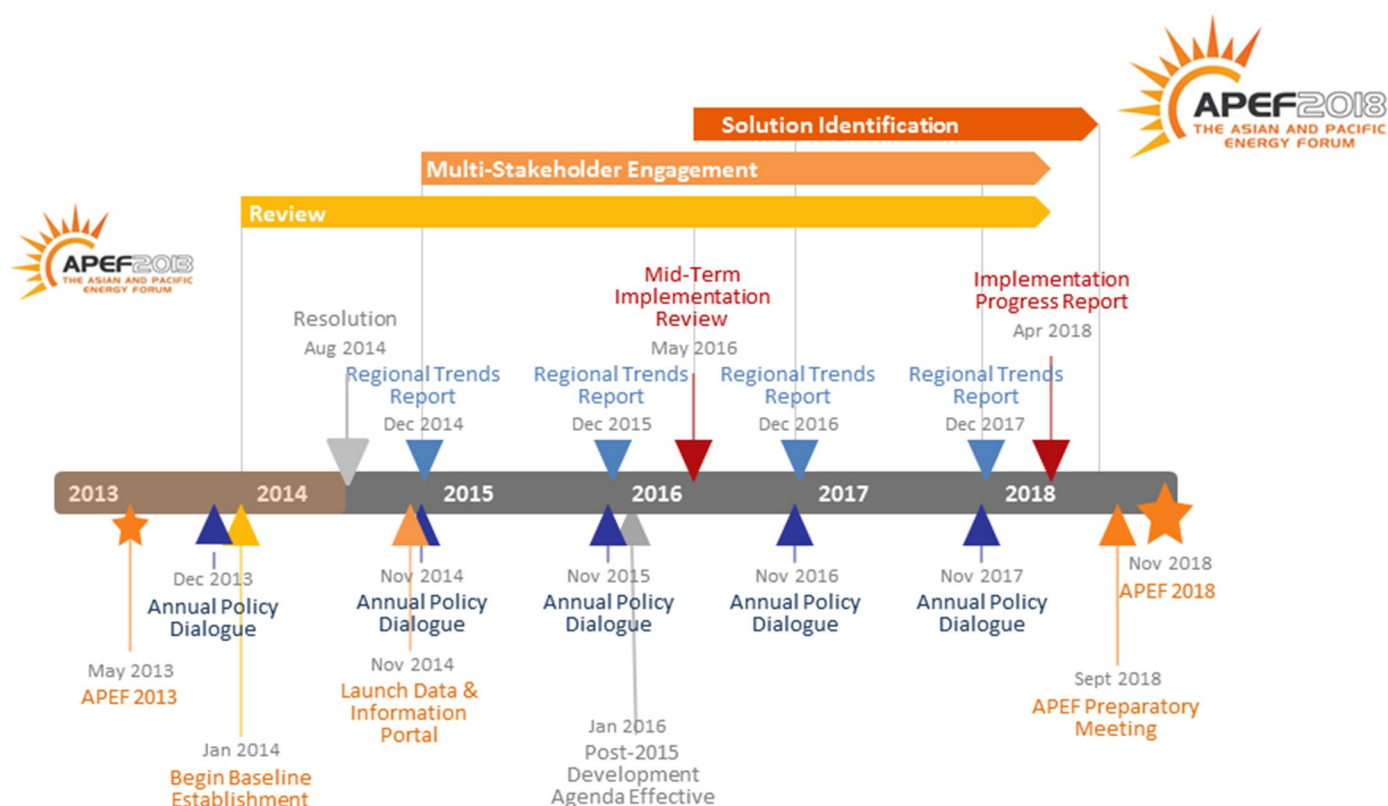 APEF2018
THE ASIAN AND PACIFIC
ENERGY FORUM
Solution Identification
Multi-Stakeholder Engagement
Review
APEF2013
THE ASIAN AND PACIFIC
ENERGY FORUM
Resolution
Aug 2014
Mid-Term
Implementation
Review
May 2016
Implementation
Progress Report
Apr 2018
Regional Trends
Report
Dec 2014
Regional Trends
Report
Dec 2015
Regional Trends
Report
Dec 2016
Regional Trends
Report
Dec 2017
2013
2014
2015
2016
2017
2018
Dec 2013
Annual Policy
Dialogue
Nov 2014
Annual Policy
Dialogue
Nov 2015
Annual Policy
Dialogue
Nov 2016
Annual Policy
Dialogue
Nov 2017
Annual Policy
Dialogue
Nov 2018
APEF 2018
May 2013
APEF 2013
Nov 2014
Launch Data &
Information
Portal
Sept 2018
APEF Preparatory
Meeting
Jan 2014
Begin Baseline
Establishment
Jan 2016
Post-2015
Development
Agenda Effective